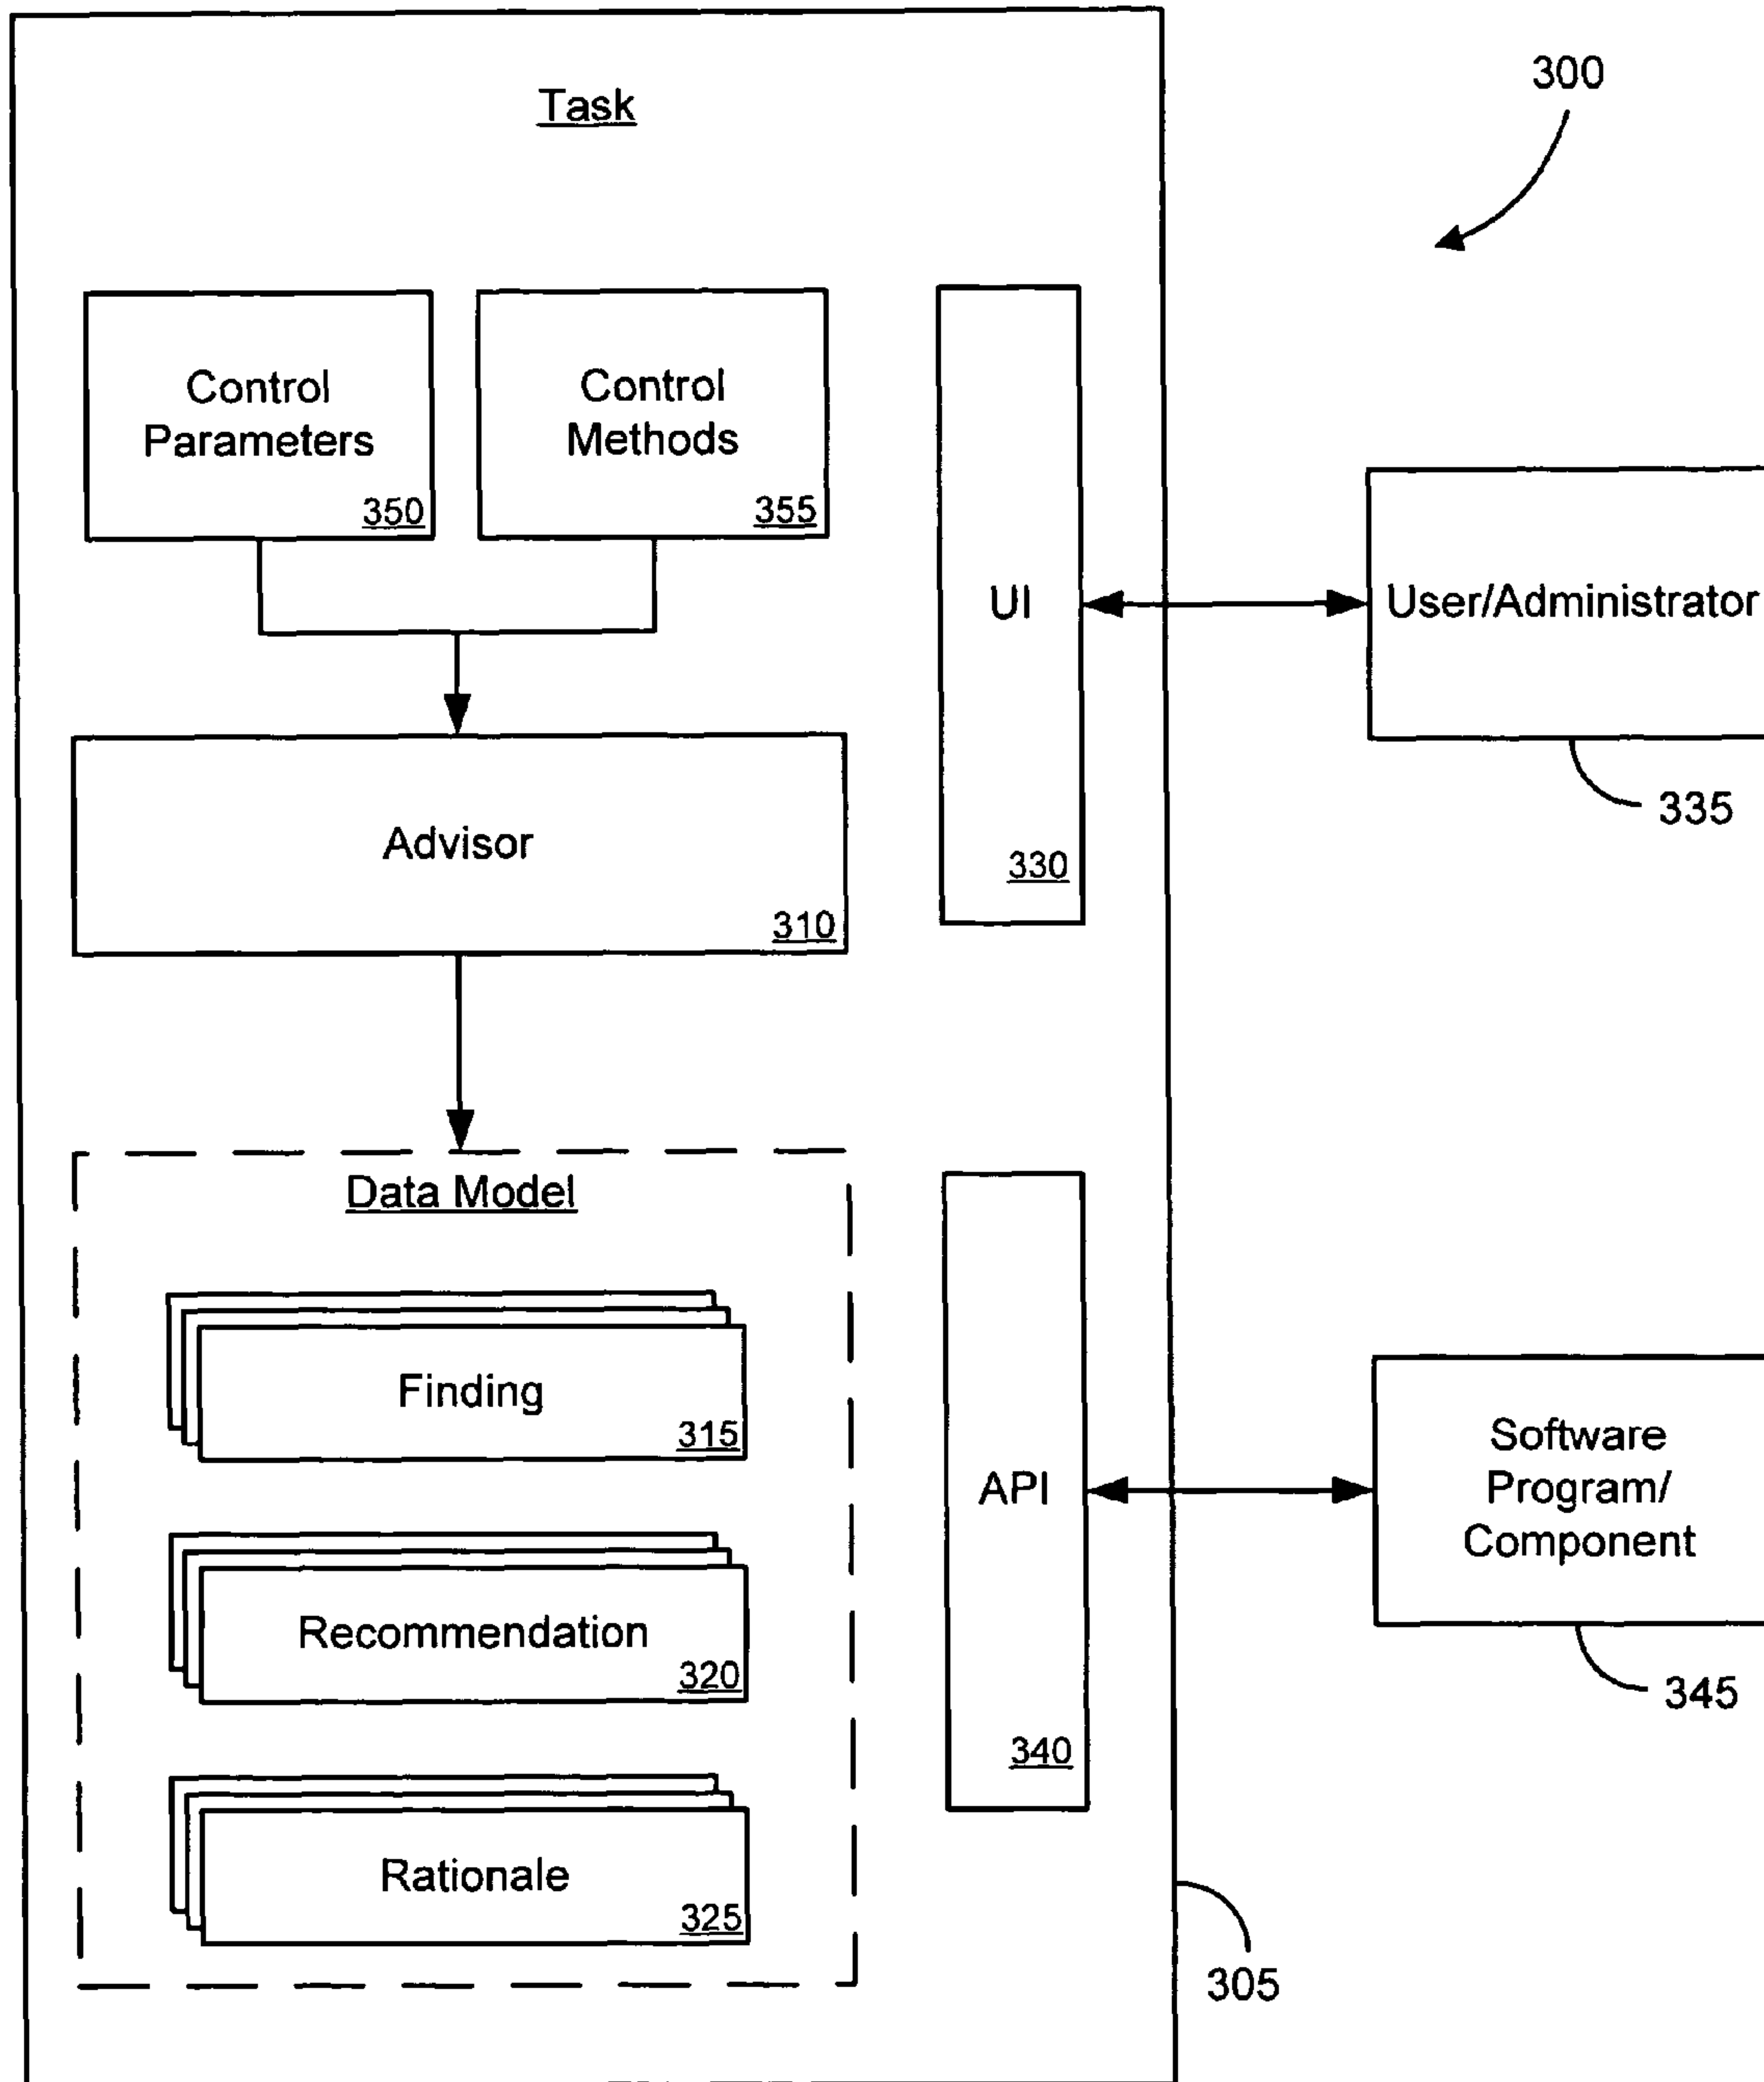 Task
300
Control
Parameters
350
Control
Methods
355
UI
330
User/Administrator
335
Advisor
310
Data Model
Finding
315
Recommendation
320
Rationale
325
API
340
Software
Program/
Component
345
305